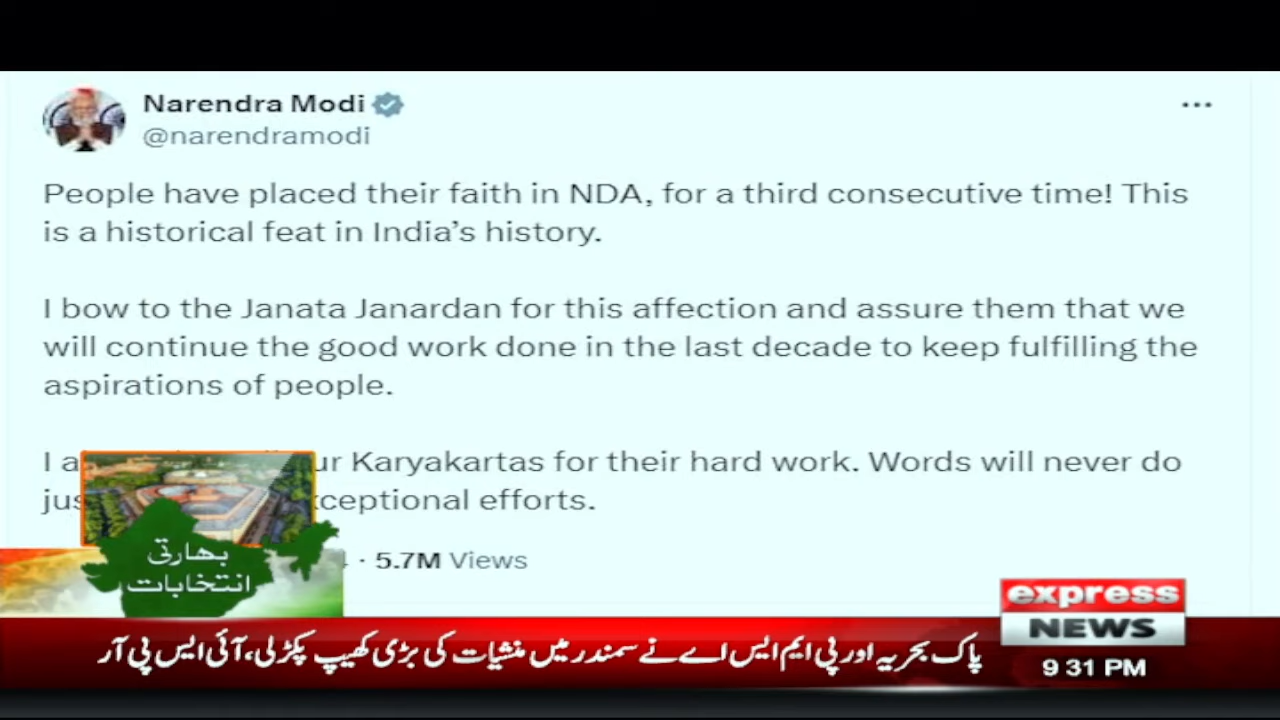 Narendra Modi
@narendramodi
People have placed their faith in NDA, for a third consecutive time! This
is a historical feat in India's history.
I bow to the Janata Janardan for this affection and assure them that we
will continue the good work done in the last decade to keep fulfilling the
aspirations of people.
I Karyakartas for their hard work. Words will never do
efforts.
· 5.7M Views
بھارتی
انتخابات
express
NEWS
پاک بحریہ اور پی ایم ایس اے نے سمندر میں منشیات کی بڑی کھیپ پکڑ لی، آئی ایس پی آر
9 31 PM